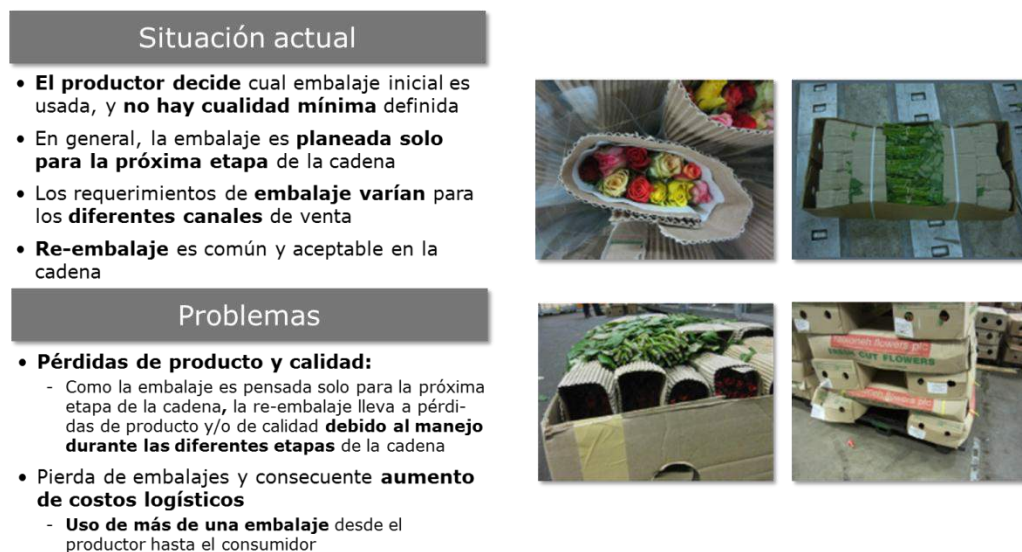 Situación actual
• El productor decide cual embalaje inicial es
usada, y no hay cualidad mínima definida
• En general, la embalaje es planeada solo
para la próxima etapa de la cadena
• Los requerimientos de embalaje varían para
los diferentes canales de venta
• Re-embalaje es común y aceptable en la
cadena
Problemas
• Pérdidas de producto y calidad:
- Como la embalaje es pensada solo para la próxima
etapa de la cadena, la re-embalaje lleva a pérdi-
das de producto y/o de calidad debido al manejo
durante las diferentes etapas de la cadena
• Pierda de embalajes y consecuente aumento
de costos logísticos
- Uso de más de una embalaje desde el
productor hasta el consumidor
flowers plc
CUT FLOWERS
flowers plc